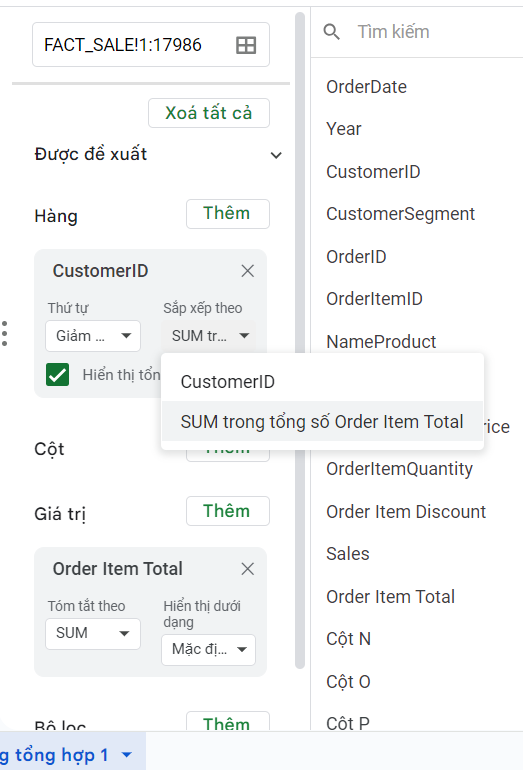 FACT_SALE!1:17986
Xoá tất cả
Được đề xuất
Hàng
Thêm
CustomerID
Thứ tự
Sắp xếp theo
Giảm ...
SUM tr...
Hiển thị tổn
CustomerID
SUM trong tổng số Order Item Total
Cột
Thêm
Giá trị
Thêm
Order Item Total
Tóm tắt theo
Hiển thị dưới
dạng
SUM
Mặc đị...
Bộ lọc
Thêm
g tổng hợp 1
Tìm kiếm
OrderDate
Year
CustomerID
CustomerSegment
OrderID
OrderItemID
NameProduct
rice
OrderItemQuantity
Order Item Discount
Sales
Order Item Total
Cột N
Cột O
Cột P